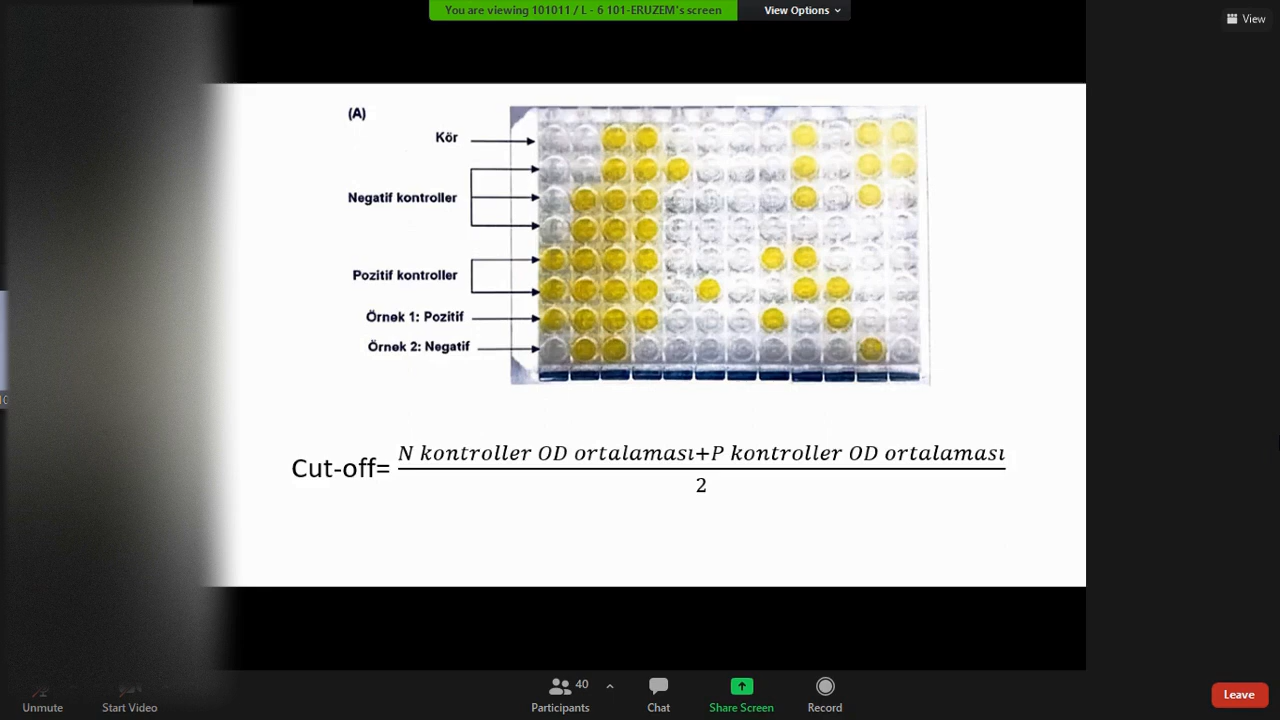 You are viewing 101011 / L - 6 101-ERUZEM's screen
View Options
View
(A)
Kör
Negatif kontroller
Pozitif kontroller
Örnek 1: Pozitif
Örnek 2: Negatif
Cut-off= N kontroller OD ortalaması+P kontroller OD ortalaması
2
Unmute
Start Video
Participants
40
Chat
Share Screen
Record
Leave